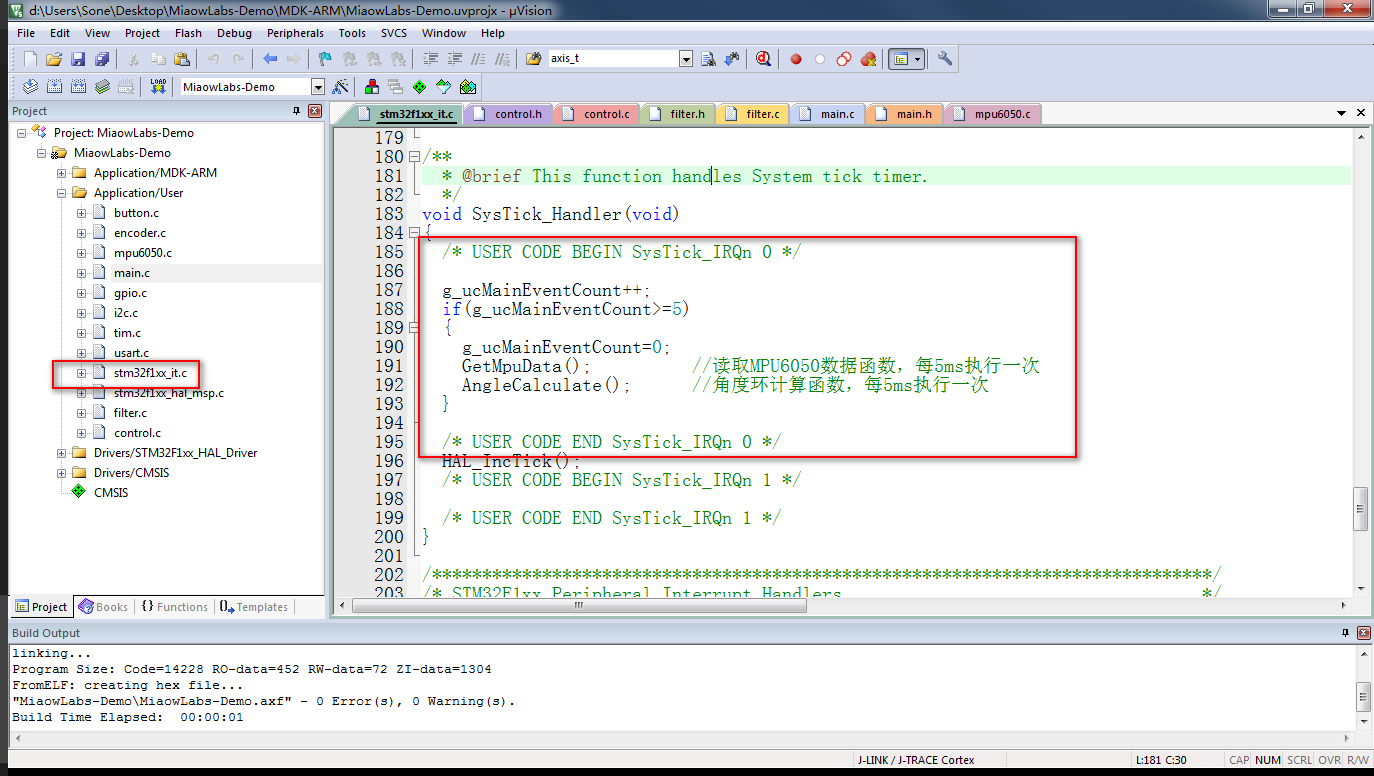 d:\Users\Sone\Desktop\MiaowLabs-Demo\MDK-ARM\MiaowLabs-Demo.uvprojx - µVision
File Edit View Project Flash Debug Peripherals Tools SVCS Window Help
axis_t
LOAD
MiaowLabs-Demo
Project
Project: MiaowLabs-Demo
MiaowLabs-Demo
Application/MDK-ARM
Application/User
button.c
encoder.c
mpu6050.c
main.c
gpio.c
i2c.c
tim.c
usart.c
stm32f1xx_it.c
stm32f1xx_hal_msp.c
filter.c
control.c
Drivers/STM32F1xx_HAL_Driver
Drivers/CMSIS
CMSIS
Project Books {} Functions 0 Templates
stm32f1xx_it.c control.h control.c filter.h filter.c main.c main.h mpu6050.c
179
180 /**
181 * @brief This function handles System tick timer.
182 */
183 void SysTick_Handler(void)
184 {
185 /* USER CODE BEGIN SysTick_IRQn 0 */
186
187 g_ucMainEventCount++;
188 if(g_ucMainEventCount>=5)
189 {
190 g_ucMainEventCount=0;
191 GetMpuData(); //读取MPU6050数据函数，每5ms执行一次
192 AngleCalculate(); //角度环计算函数，每5ms执行一次
193 }
194
195 /* USER CODE END SysTick_IRQn 0 */
196 HAL_IncTick();
197 /* USER CODE BEGIN SysTick_IRQn 1 */
198
199 /* USER CODE END SysTick_IRQn 1 */
200 }
201
202 /******************************************************************************/
203 /* STM32F1xx Peripheral Interrupt Handlers */
Build Output
linking...
Program Size: Code=14228 RO-data=452 RW-data=72 ZI-data=1304
FromELF: creating hex file...
"MiaowLabs-Demo\MiaowLabs-Demo.axf" - 0 Error(s), 0 Warning(s).
Build Time Elapsed: 00:00:01
J-LINK / J-TRACE Cortex L:181 C:30 CAP NUM SCRL OVR R/W